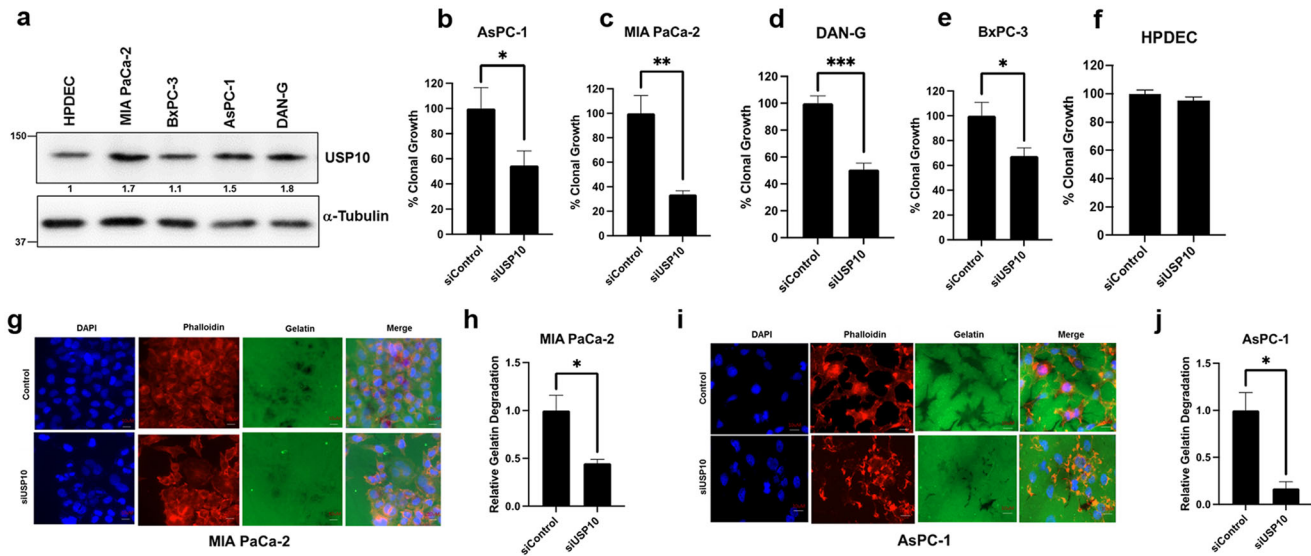 a
HPDEC
MIA PaCa-2
BxPC-3
AsPC-1
DAN-G
150
USP10
1 1.7 1.1 1.5 1.8
α-Tubulin
37
b
AsPC-1
*
% Clonal Growth
120
100
80
60
40
20
0
siControl
siUSP10
c
MIA PaCa-2
**
% Clonal Growth
120
100
80
60
40
20
0
siControl
siUSP10
d
DAN-G
***
% Clonal Growth
120
100
80
60
40
20
0
siControl
siUSP10
e
BxPC-3
*
% Clonal Growth
120
100
80
60
40
20
0
siControl
siUSP10
f
HPDEC
% Clonal Growth
120
100
80
60
40
20
0
siControl
siUSP10
g
DAPI Phalloidin Gelatin Merge
Control
siUSP10
MIA PaCa-2
h
MIA PaCa-2
*
Relative Gelatin Degradation
1.5
1.0
0.5
0.0
siControl
siUSP10
i
DAPI Phalloidin Gelatin Merge
Control
siUSP10
AsPC-1
j
AsPC-1
*
Relative Gelatin Degradation
1.5
1.0
0.5
0.0
siControl
siUSP10